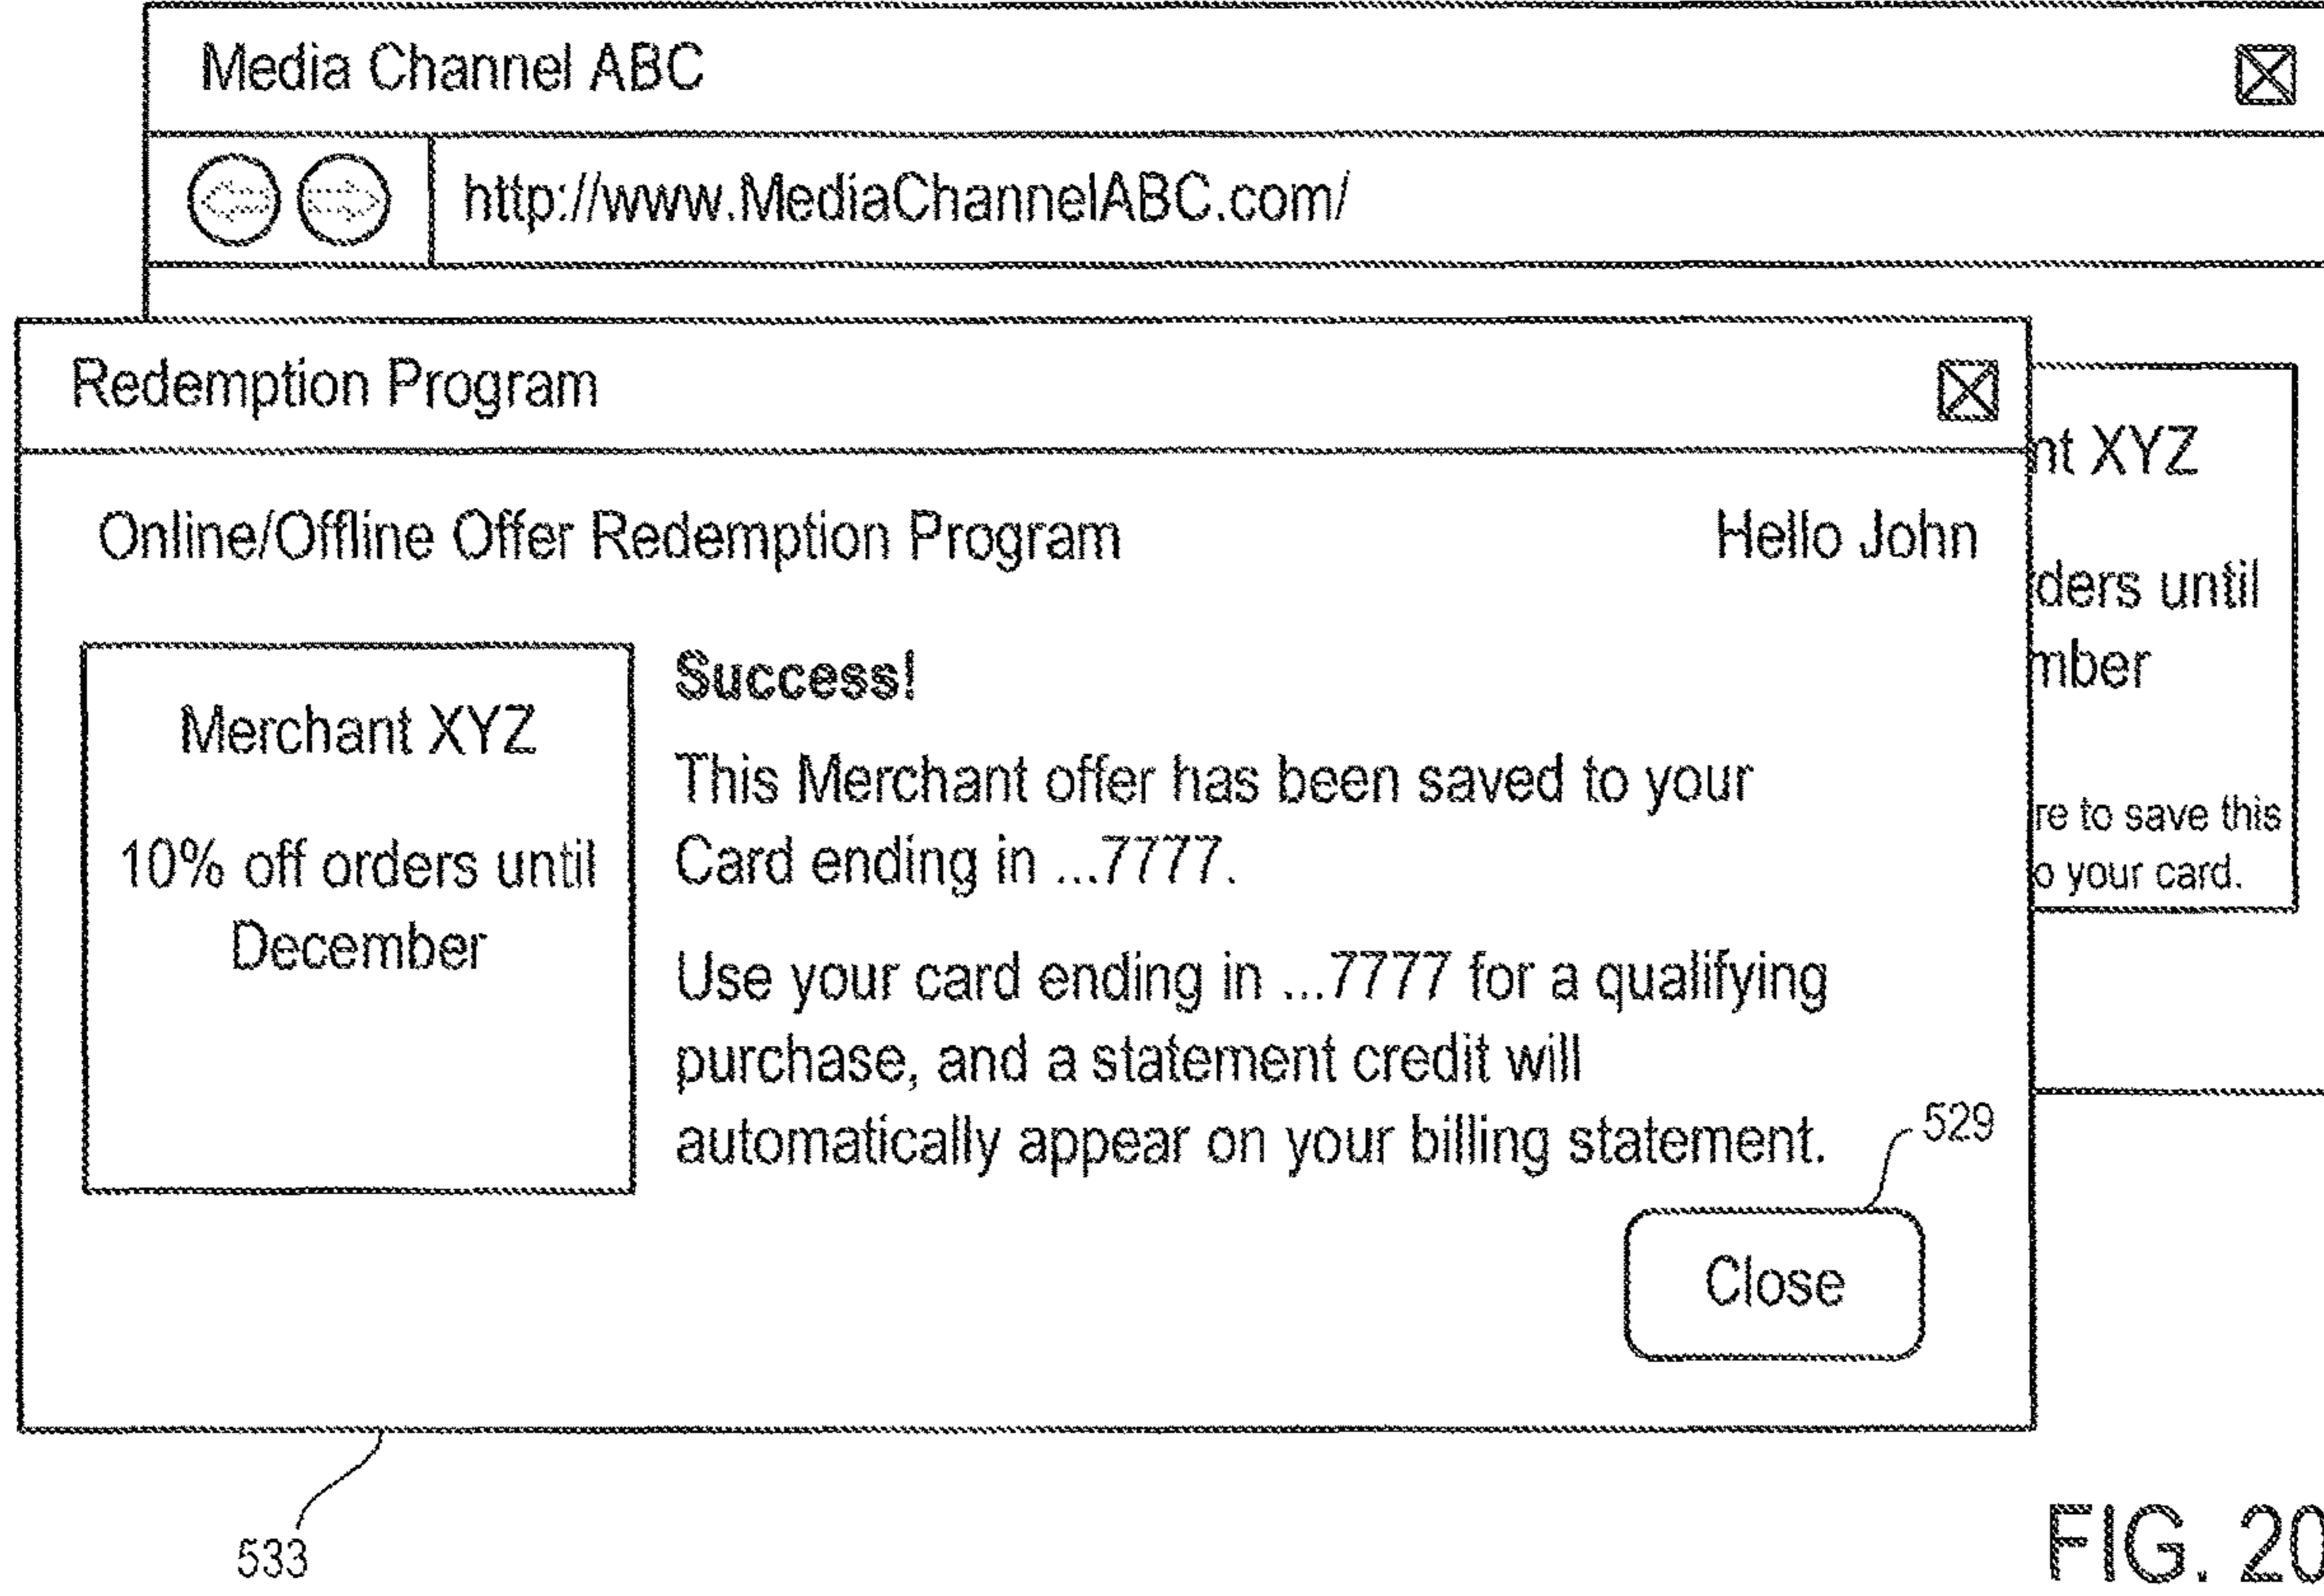 Media Channel ABC
http://www.MediaChannelABC.com/
Redemption Program
Online/Offline Offer Redemption Program
Hello John
Merchant XYZ
10% off orders until
December
Success!
This Merchant offer has been saved to your
Card ending in ...7777.
Use your card ending in ...7777 for a qualifying
purchase, and a statement credit will
automatically appear on your billing statement.
529
Close
nt XYZ
ders until
mber
re to save this
o your card.
533
FIG. 20